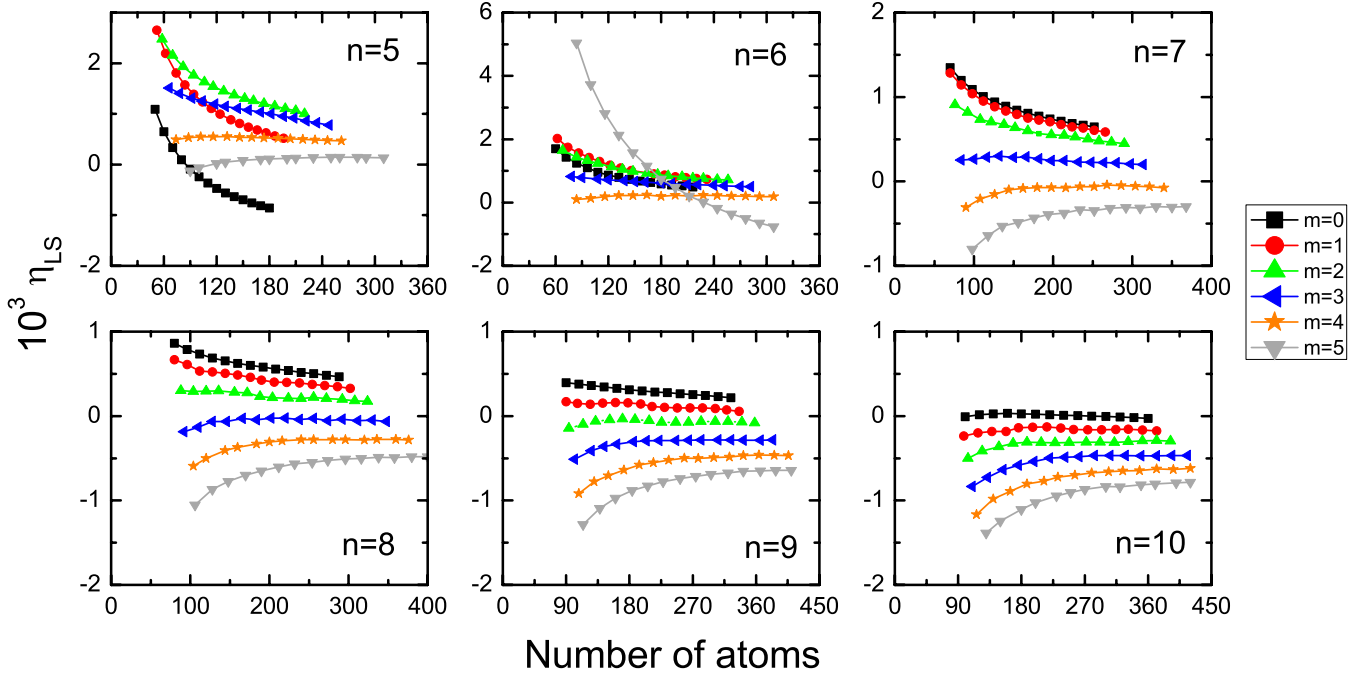 10³ η_LS
6
2
2
4
1
2
0
0
0
-2
-2
-1
0 60 120 180 240 300 360
0 60 120 180 240 300 360
0 100 200 300 400
n=5
n=6
n=7
1
1
1
0
0
0
-1
-1
-1
-2
-2
-2
0 100 200 300 400
0 90 180 270 360 450
0 90 180 270 360 450
n=8
n=9
n=10
Number of atoms
m=0
m=1
m=2
m=3
m=4
m=5